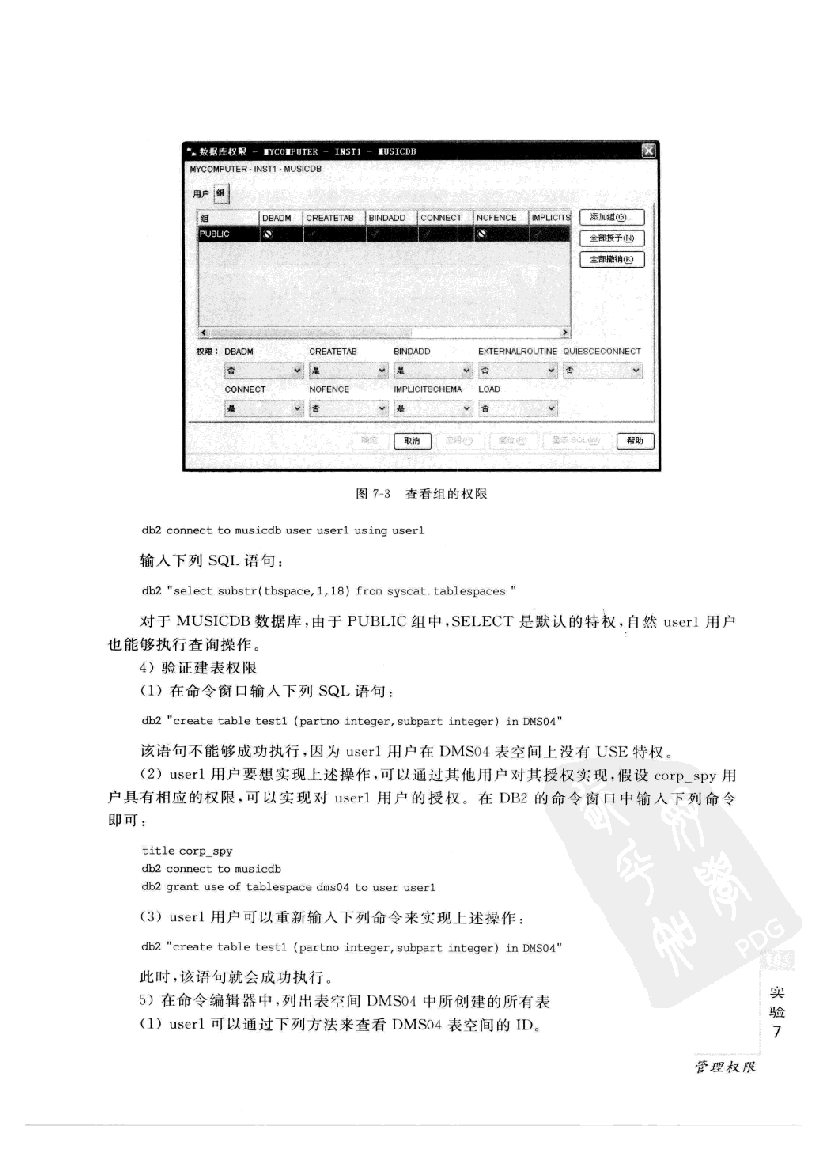 数据库权限 - MYCOMPUTER - INST1 - MUSICDB
MYCOMPUTER - INST1 - MUSICDB
用户 组
组 DBADM CREATETAB BINDADD CONNECT NOFENCE IMPLICITS
PUBLIC
添加组(O)
全部授予(N)
全部撤销(K)
权限： DBADM CREATETAB BINDADD EXTERNALROUTINE QUIESCECONNECT
否 是 是 否 否
CONNECT NOFENCE IMPLICITSCHEMA LOAD
是 否 是 否
确定 取消 帮助
图 7-3 查看组的权限
db2 connect to musicdb user user1 using user1
输入下列 SQL 语句：
db2 "select substr(tbspace,1,18) from syscat.tablespaces "
对于 MUSICDB 数据库,由于 PUBLIC 组中,SELECT 是默认的特权,自然 user1 用户
也能够执行查询操作。
4) 验证建表权限
(1) 在命令窗口输入下列 SQL 语句：
db2 "create table test1 (partno integer,subpart integer) in DMS04"
该语句不能够成功执行,因为 user1 用户在 DMS04 表空间上没有 USE 特权。
(2) user1 用户要想实现上述操作,可以通过其他用户对其授权实现,假设 corp_spy 用
户具有相应的权限,可以实现对 user1 用户的授权。在 DB2 的命令窗口中输入下列命令
即可：
title corp_spy
db2 connect to musicdb
db2 grant use of tablespace dms04 to user user1
(3) user1 用户可以重新输入下列命令来实现上述操作：
db2 "create table test1 (partno integer,subpart integer) in DMS04"
此时,该语句就会成功执行。
5) 在命令编辑器中,列出表空间 DMS04 中所创建的所有表
(1) user1 可以通过下列方法来查看 DMS04 表空间的 ID。
PDG
实
验
7
管理权限